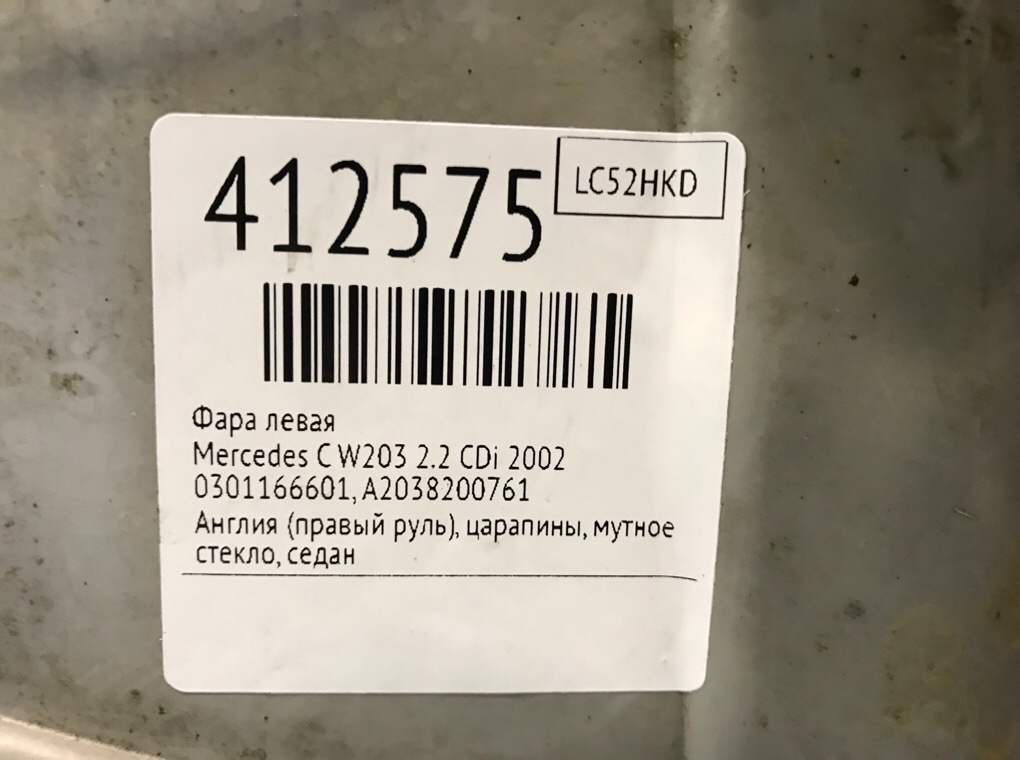 412575
LC52HKD
Фара левая
Mercedes C W203 2.2 CDi 2002
0301166601, A2038200761
Англия (правый руль), царапины, мутное
стекло, седан